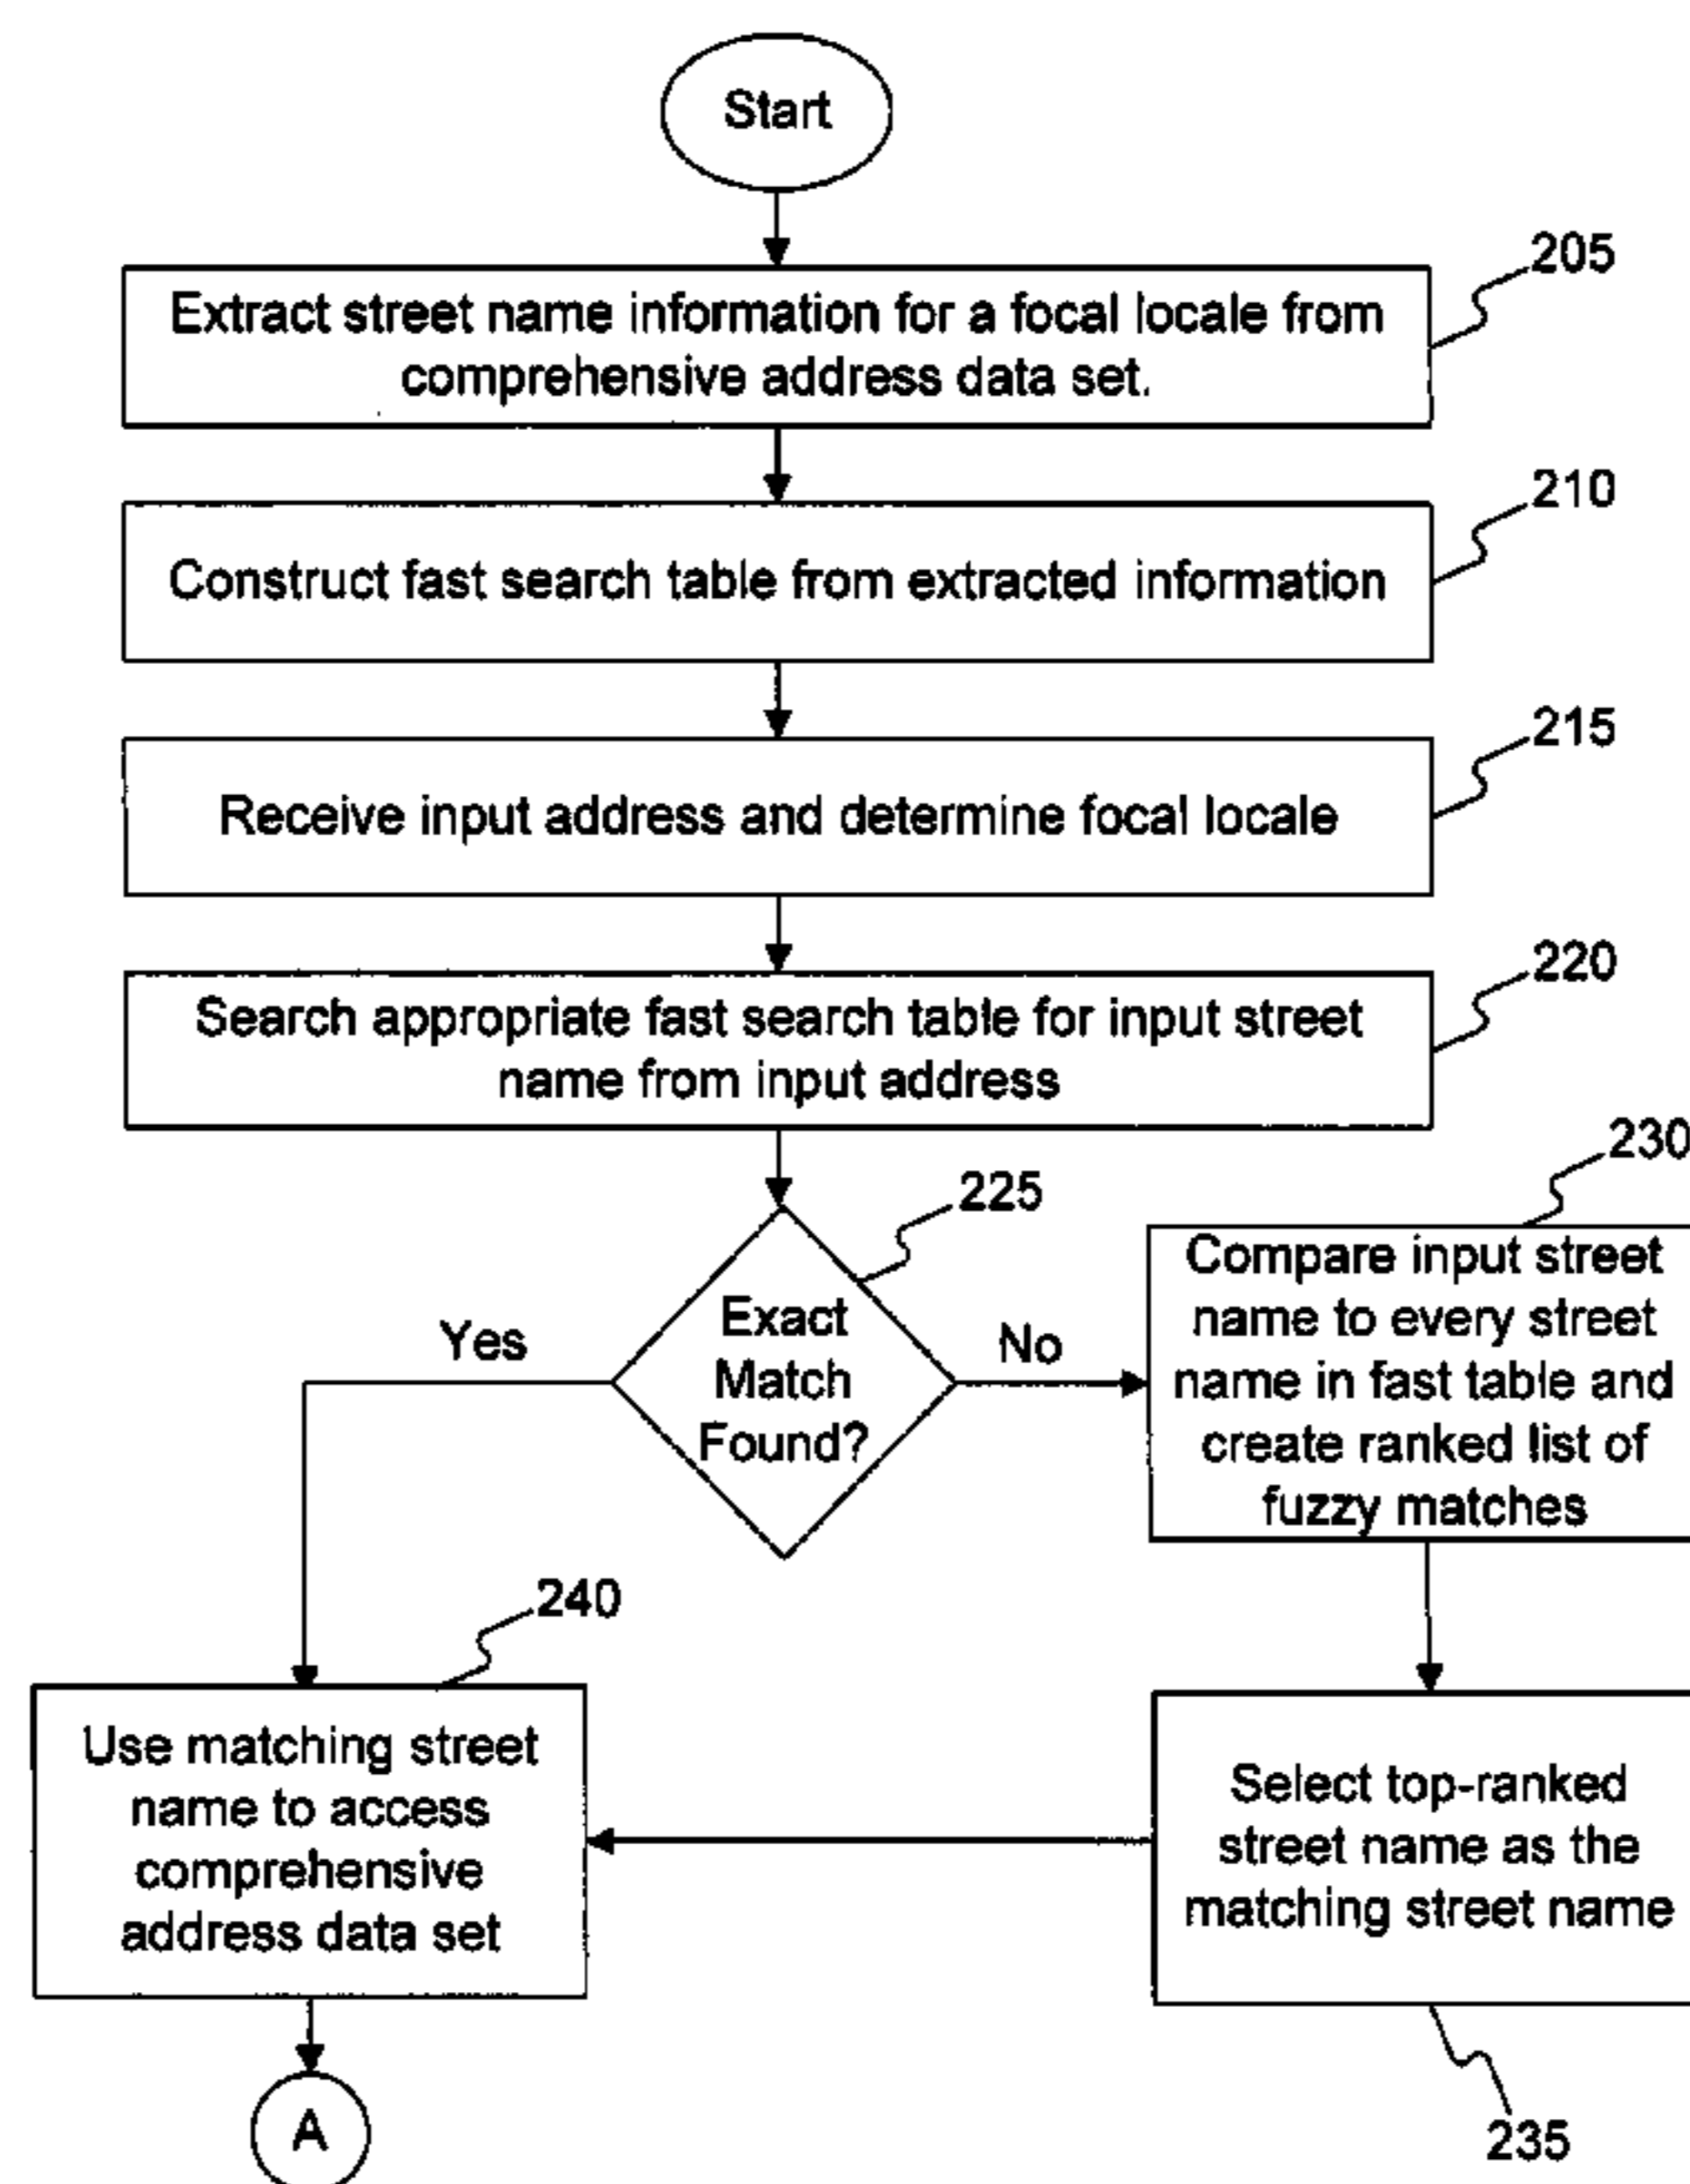 Start
205
Extract street name information for a focal locale from
comprehensive address data set.
210
Construct fast search table from extracted information
215
Receive input address and determine focal locale
220
Search appropriate fast search table for input street
name from input address
225
Exact
Match
Found?
Yes
No
230
Compare input street
name to every street
name in fast table and
create ranked list of
fuzzy matches
240
Use matching street
name to access
comprehensive
address data set
Select top-ranked
street name as the
matching street name
235
A